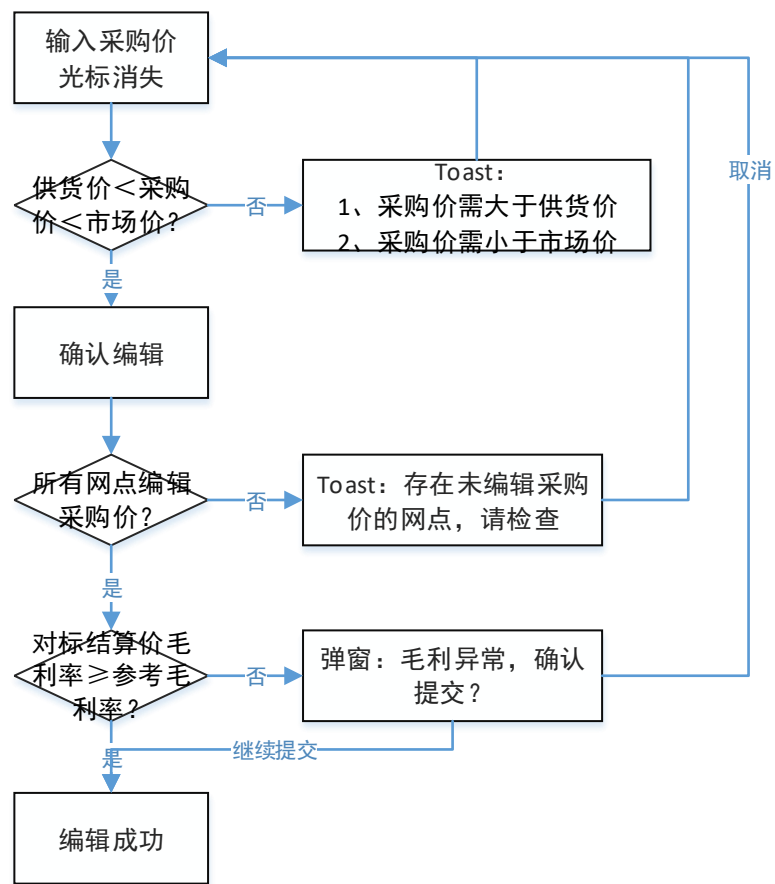 输入采购价
光标消失
供货价＜采购
价＜市场价？
否
Toast：
1、采购价需大于供货价
2、采购价需小于市场价
取消
是
确认编辑
所有网点编辑
采购价？
否
Toast：存在未编辑采购
价的网点，请检查
是
对标结算价毛
利率≥参考毛
利率？
否
弹窗：毛利异常，确认
提交？
是
继续提交
编辑成功